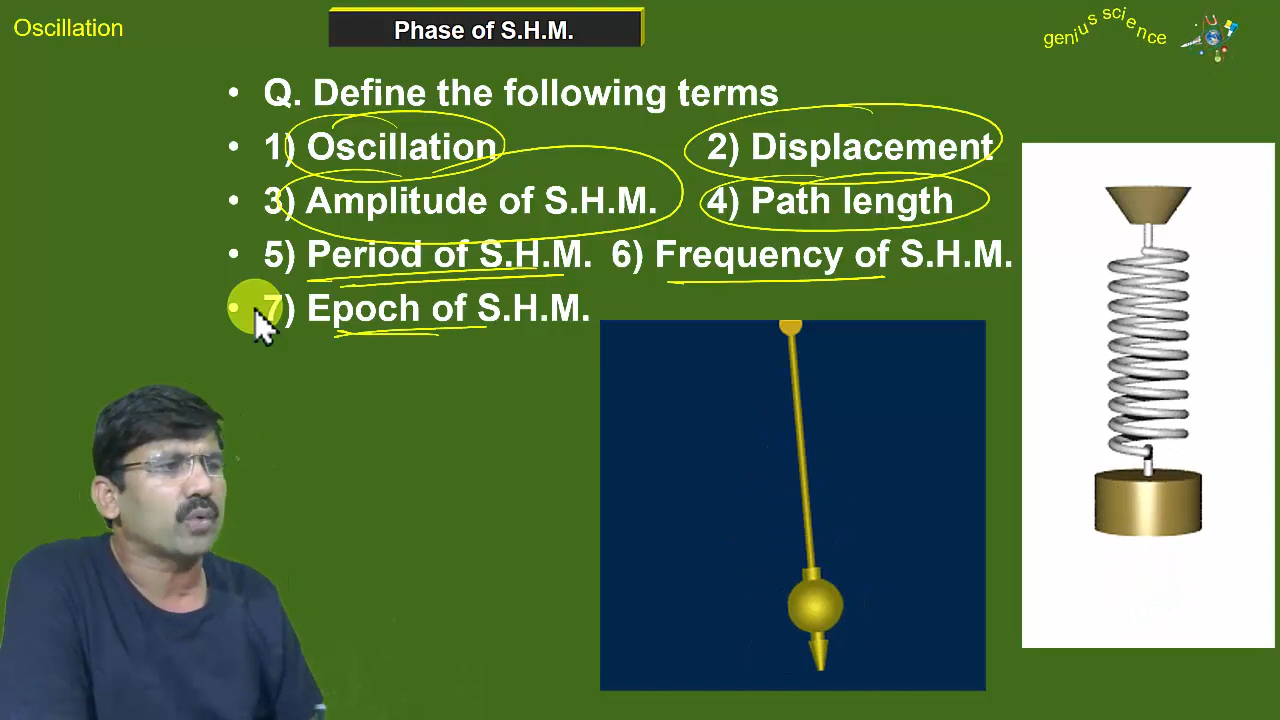 Oscillation
Phase of S.H.M.
genius science
• Q. Define the following terms
• 1) Oscillation 2) Displacement
• 3) Amplitude of S.H.M. 4) Path length
• 5) Period of S.H.M. 6) Frequency of S.H.M.
• 7) Epoch of S.H.M.